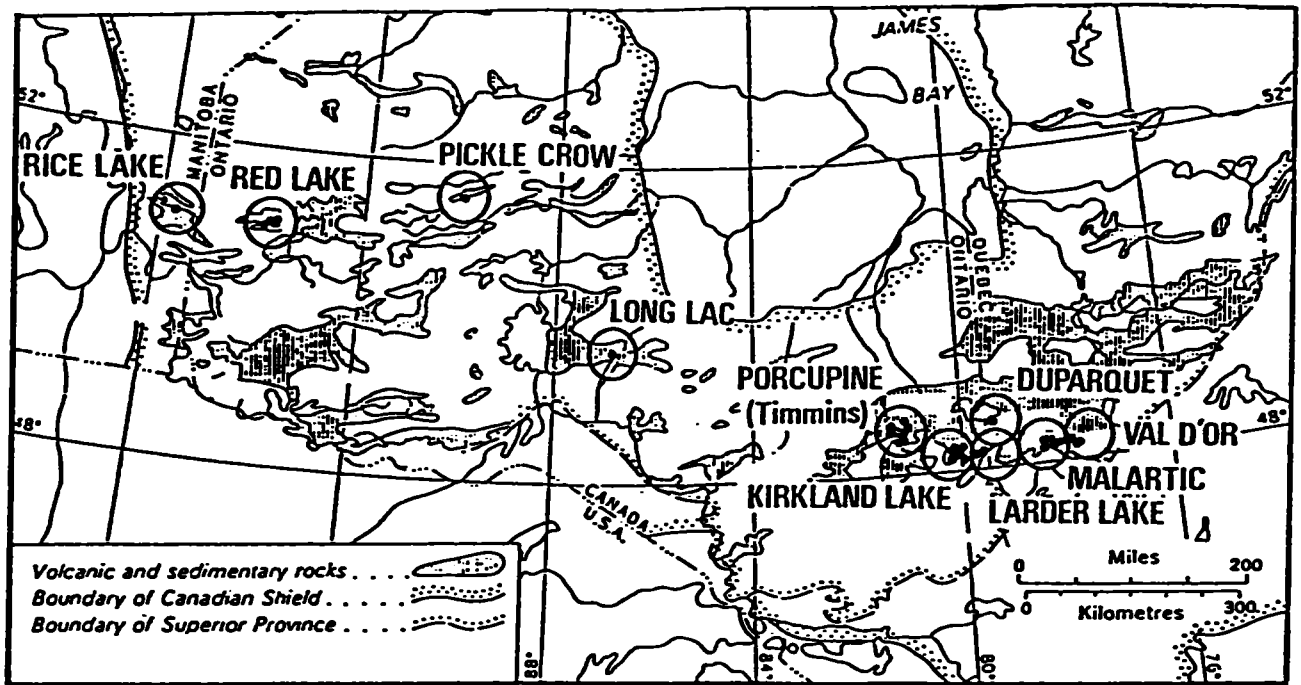 JAMES
BAY
52°
52°
MANITOBA
ONTARIO
RICE LAKE
RED LAKE
PICKLE CROW
ONTARIO
QUEBEC
LONG LAC
PORCUPINE
(Timmins)
DUPARQUET
48°
48°
VAL D'OR
KIRKLAND LAKE
MALARTIC
LARDER LAKE
CANADA
U.S.A.
Miles
0 200
0 300
Kilometres
Volcanic and sedimentary rocks . . . .
Boundary of Canadian Shield . . . . .
Boundary of Superior Province . . . .
88°
84°
80°
76°